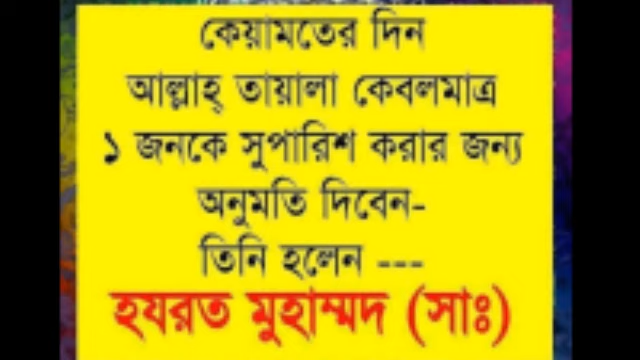 কেয়ামতের দিন
আল্লাহ্ তায়ালা কেবলমাত্র
১ জনকে সুপারিশ করার জন্য
অনুমতি দিবেন-
তিনি হলেন ---
হযরত মুহাম্মদ (সাঃ)